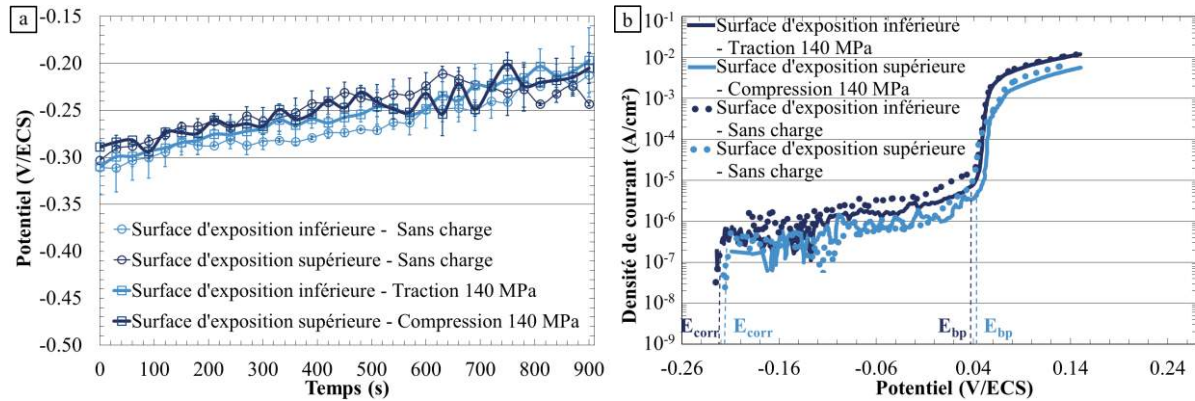 a
-0.15
-0.20
-0.25
-0.30
-0.35
-0.40
-0.45
-0.50
Potentiel (V/ECS)
Surface d'exposition inférieure - Sans charge
Surface d'exposition supérieure - Sans charge
Surface d'exposition inférieure - Traction 140 MPa
Surface d'exposition supérieure - Compression 140 MPa
0 100 200 300 400 500 600 700 800 900
Temps (s)
b
10-1
10-2
10-3
10-4
10-5
10-6
10-7
10-8
10-9
Densité de courant (A/cm²)
Surface d'exposition inférieure
- Traction 140 MPa
Surface d'exposition supérieure
- Compression 140 MPa
Surface d'exposition inférieure
- Sans charge
Surface d'exposition supérieure
- Sans charge
Ecorr Ecorr Ebp Ebp
-0.26 -0.16 -0.06 0.04 0.14 0.24
Potentiel (V/ECS)